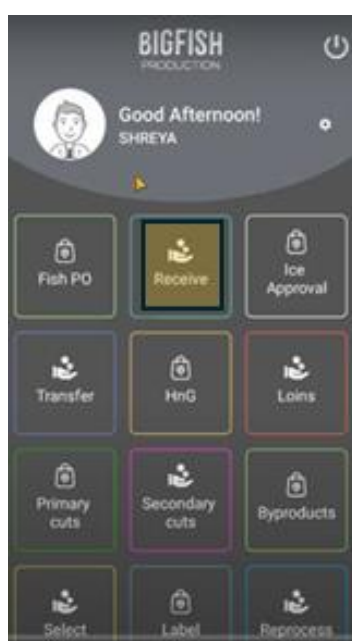 BIGFISH
PRODUCTION
Good Afternoon!
SHREYA
Fish PO
Receive
Ice
Approval
Transfer
HnG
Loins
Primary
cuts
Secondary
cuts
Byproducts
Select
Label
Reprocess